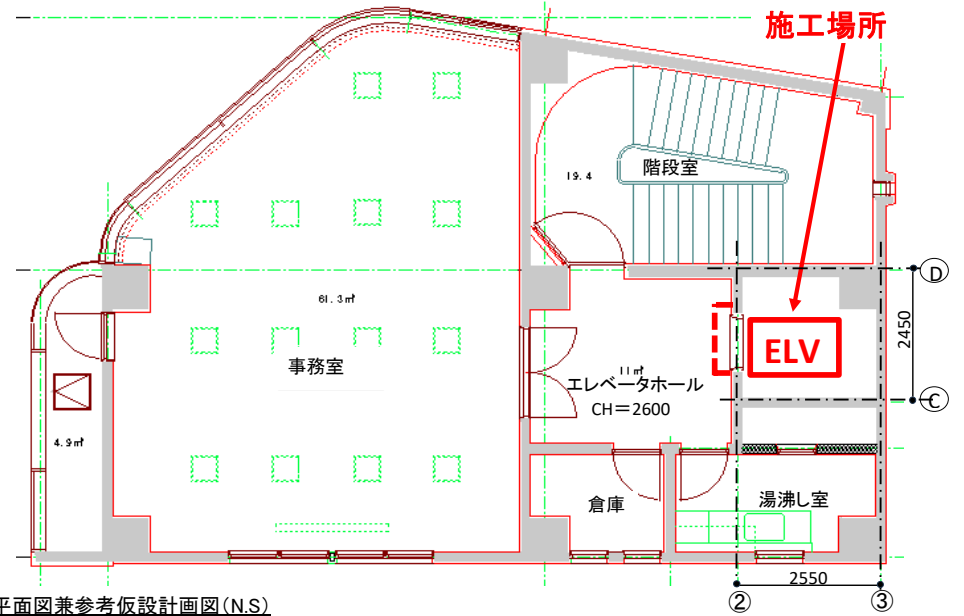 施工場所
階段室
19.4
D
61.3㎡
2450
ELV
事務室
11㎡
エレベータホール
CH=2600
C
4.9㎡
倉庫
湯沸し室
2550
平面図兼参考仮設計画図(N.S)
②
③